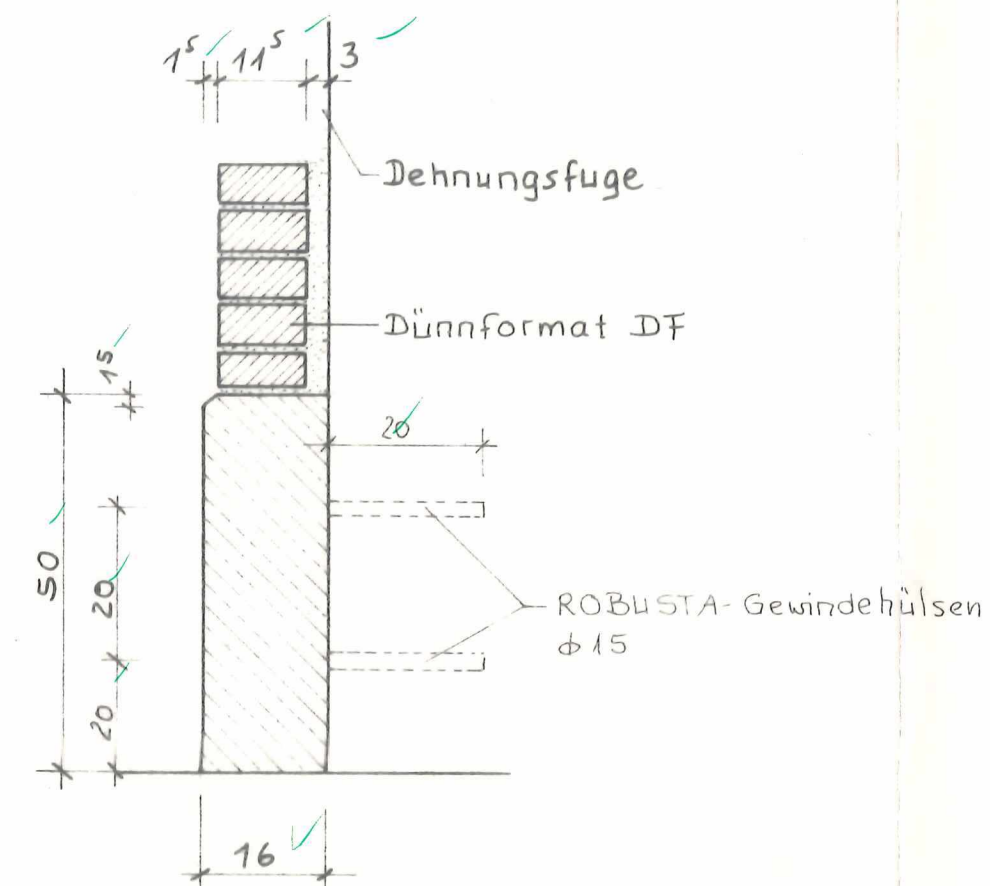 1⁵ 11⁵ 3
Dehnungsfuge
Dünnformat DF
1⁵
20
50
20
ROBUSTA-Gewindehülsen
ϕ 15
20
16